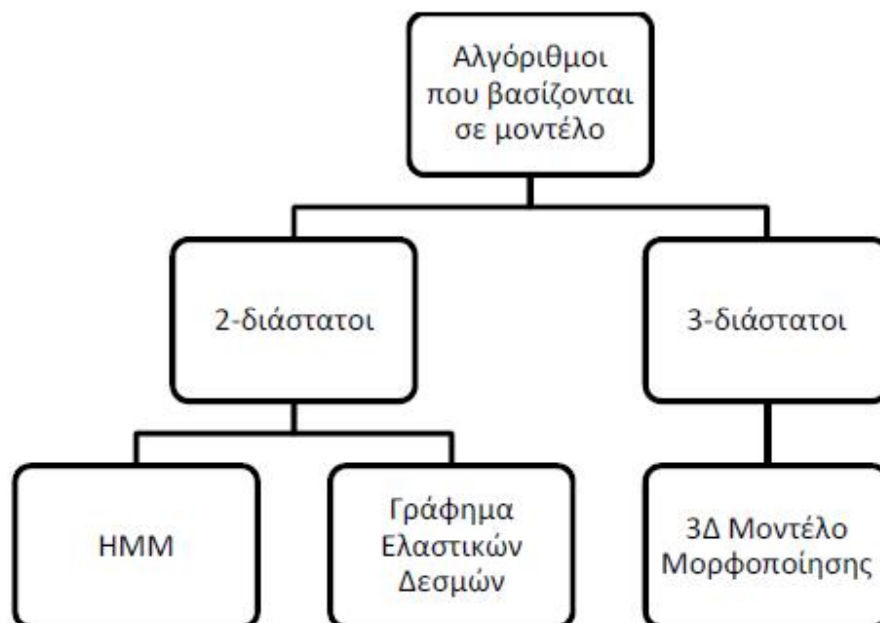 Αλγόριθμοι
που βασίζονται
σε μοντέλο
2-διάστατοι
3-διάστατοι
HMM
Γράφημα
Ελαστικών
Δεσμών
3Δ Μοντέλο
Μορφοποίησης